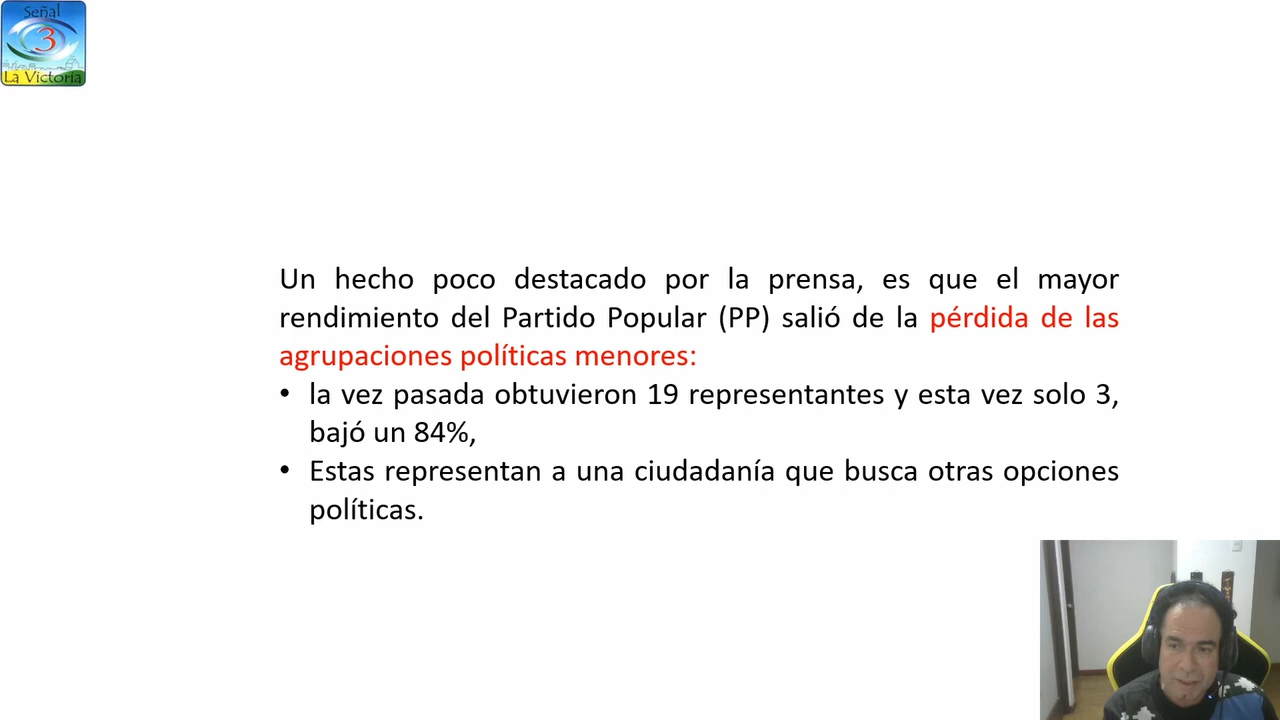 Señal
3
La Victoria
Un hecho poco destacado por la prensa, es que el mayor
rendimiento del Partido Popular (PP) salió de la pérdida de las
agrupaciones políticas menores:
• la vez pasada obtuvieron 19 representantes y esta vez solo 3,
bajó un 84%,
• Estas representan a una ciudadanía que busca otras opciones
políticas.